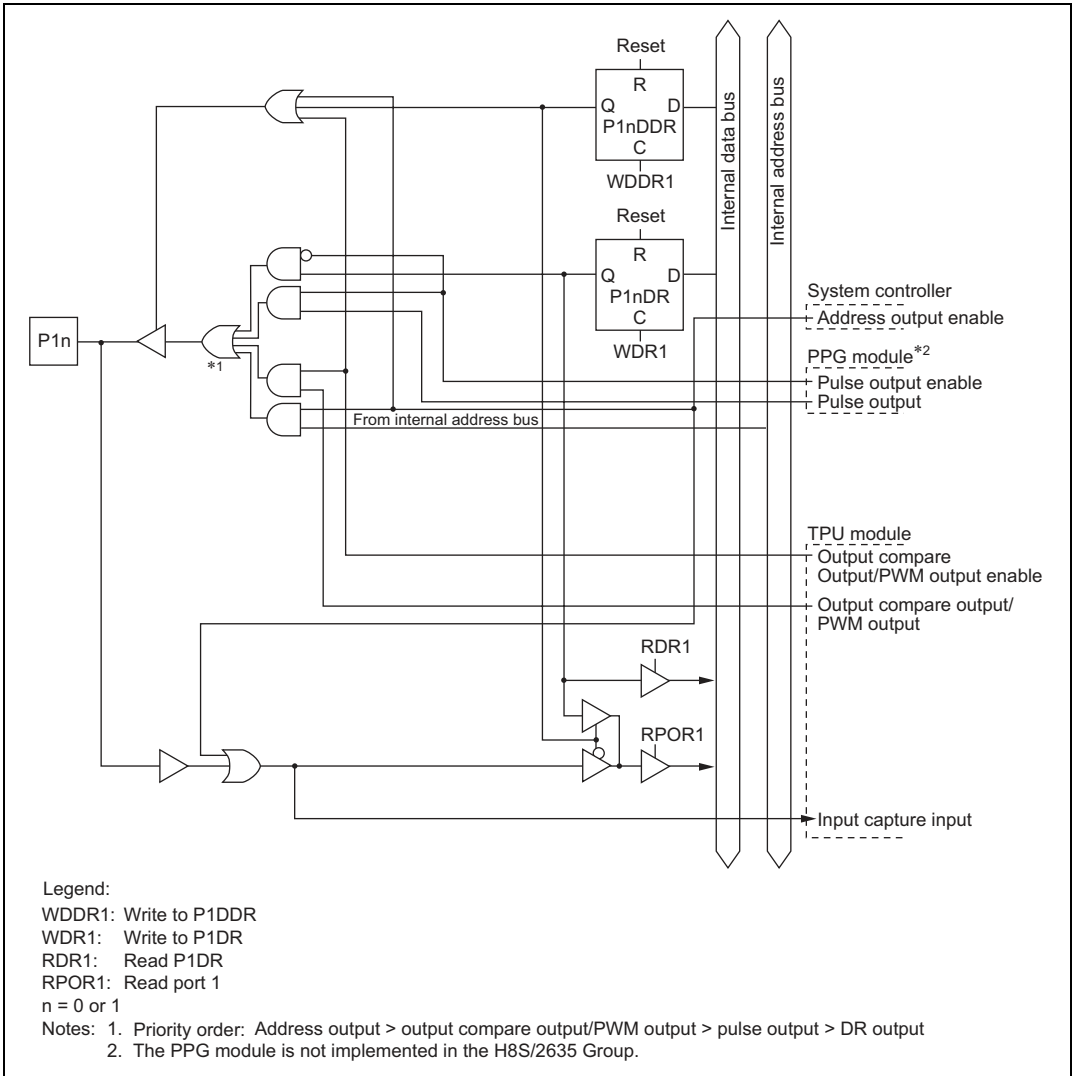 Reset
R
Q D
P1nDDR
C
WDDR1
Reset
R
Q D
P1nDR
C
WDR1
Internal data bus
Internal address bus
System controller
Address output enable
PPG module*2
Pulse output enable
Pulse output
P1n
*1
From internal address bus
TPU module
Output compare
Output/PWM output enable
Output compare output/
PWM output
RDR1
RPOR1
Input capture input
Legend:
WDDR1: Write to P1DDR
WDR1: Write to P1DR
RDR1: Read P1DR
RPOR1: Read port 1
n = 0 or 1
Notes: 1. Priority order: Address output > output compare output/PWM output > pulse output > DR output
2. The PPG module is not implemented in the H8S/2635 Group.